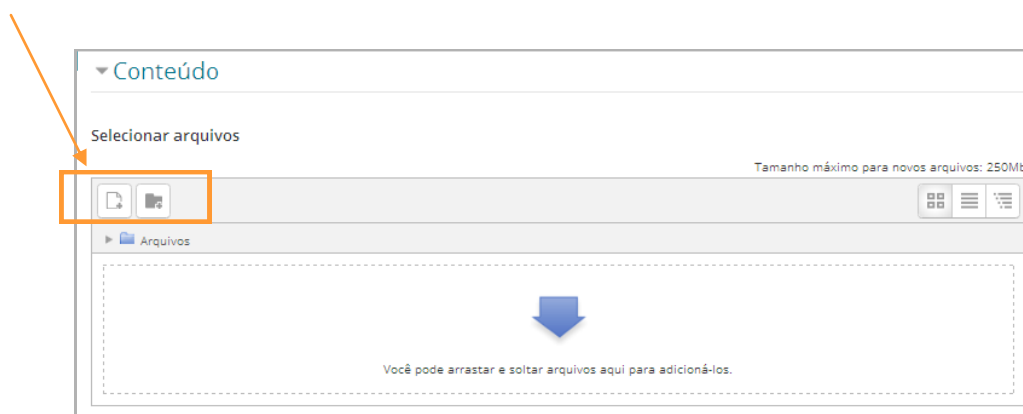 Conteúdo
Selecionar arquivos
Tamanho máximo para novos arquivos: 250Mb
Arquivos
Você pode arrastar e soltar arquivos aqui para adicioná-los.